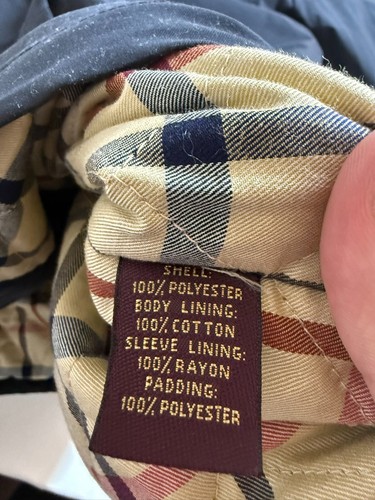 SHELL:
100% POLYESTER
BODY LINING:
100% COTTON
SLEEVE LINING:
100% RAYON
PADDING:
100% POLYESTER